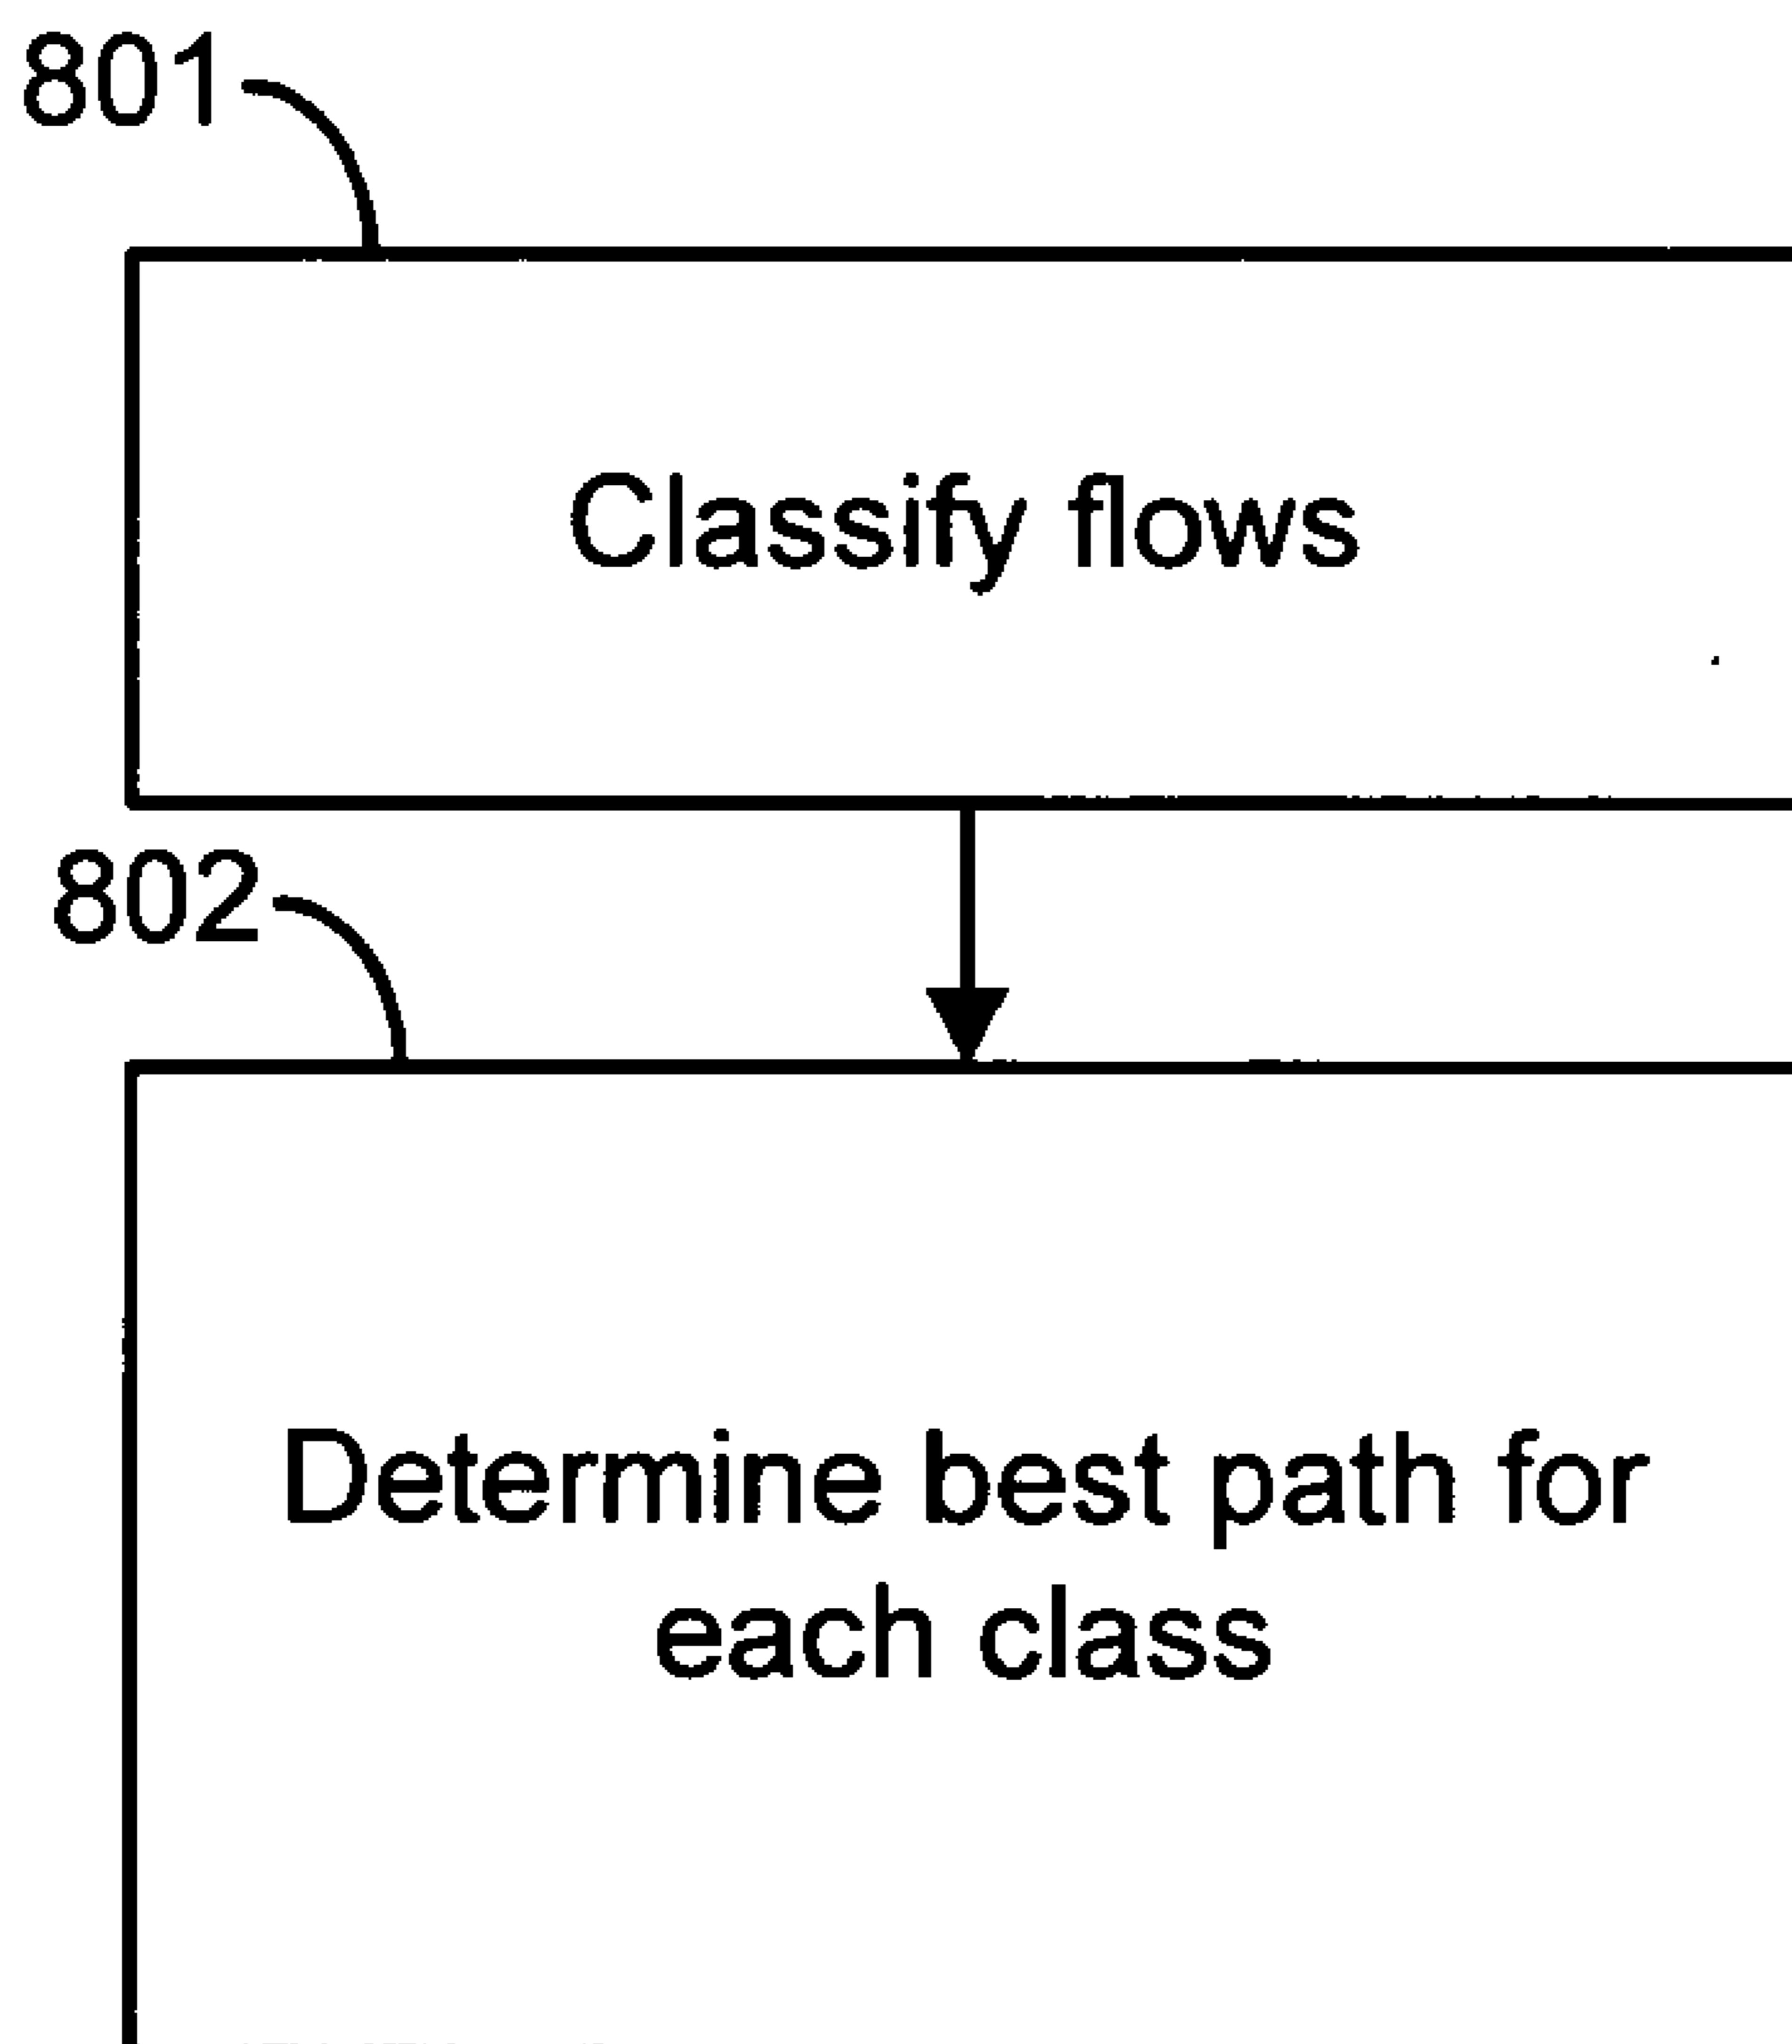 801
Classify flows
802
Determine best path for
each class